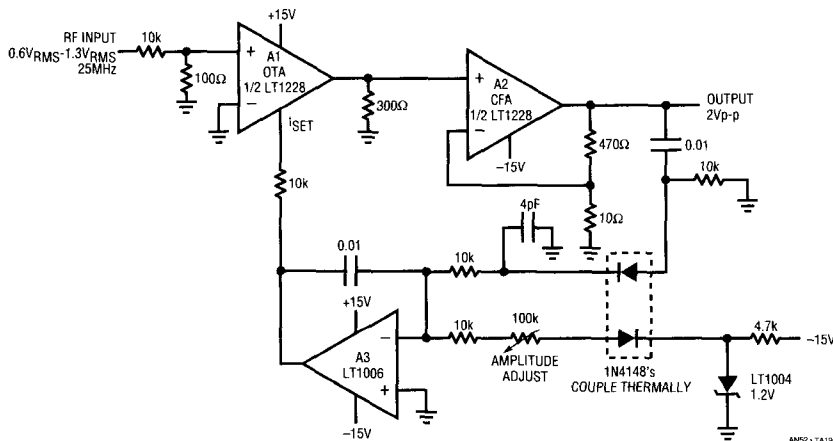 RF INPUT
0.6VRMS-1.3VRMS
25MHz
10k
100Ω
+15V
+
A1
OTA
1/2 LT1228
−
iSET
300Ω
10k
+
A2
CFA
1/2 LT1228
−
−15V
OUTPUT
2Vp-p
470Ω
0.01
10k
10Ω
4pF
0.01
10k
+15V
−
A3
LT1006
+
−15V
10k
100k
AMPLITUDE
ADJUST
1N4148's
COUPLE THERMALLY
4.7k
−15V
LT1004
1.2V
AN52 • TA19